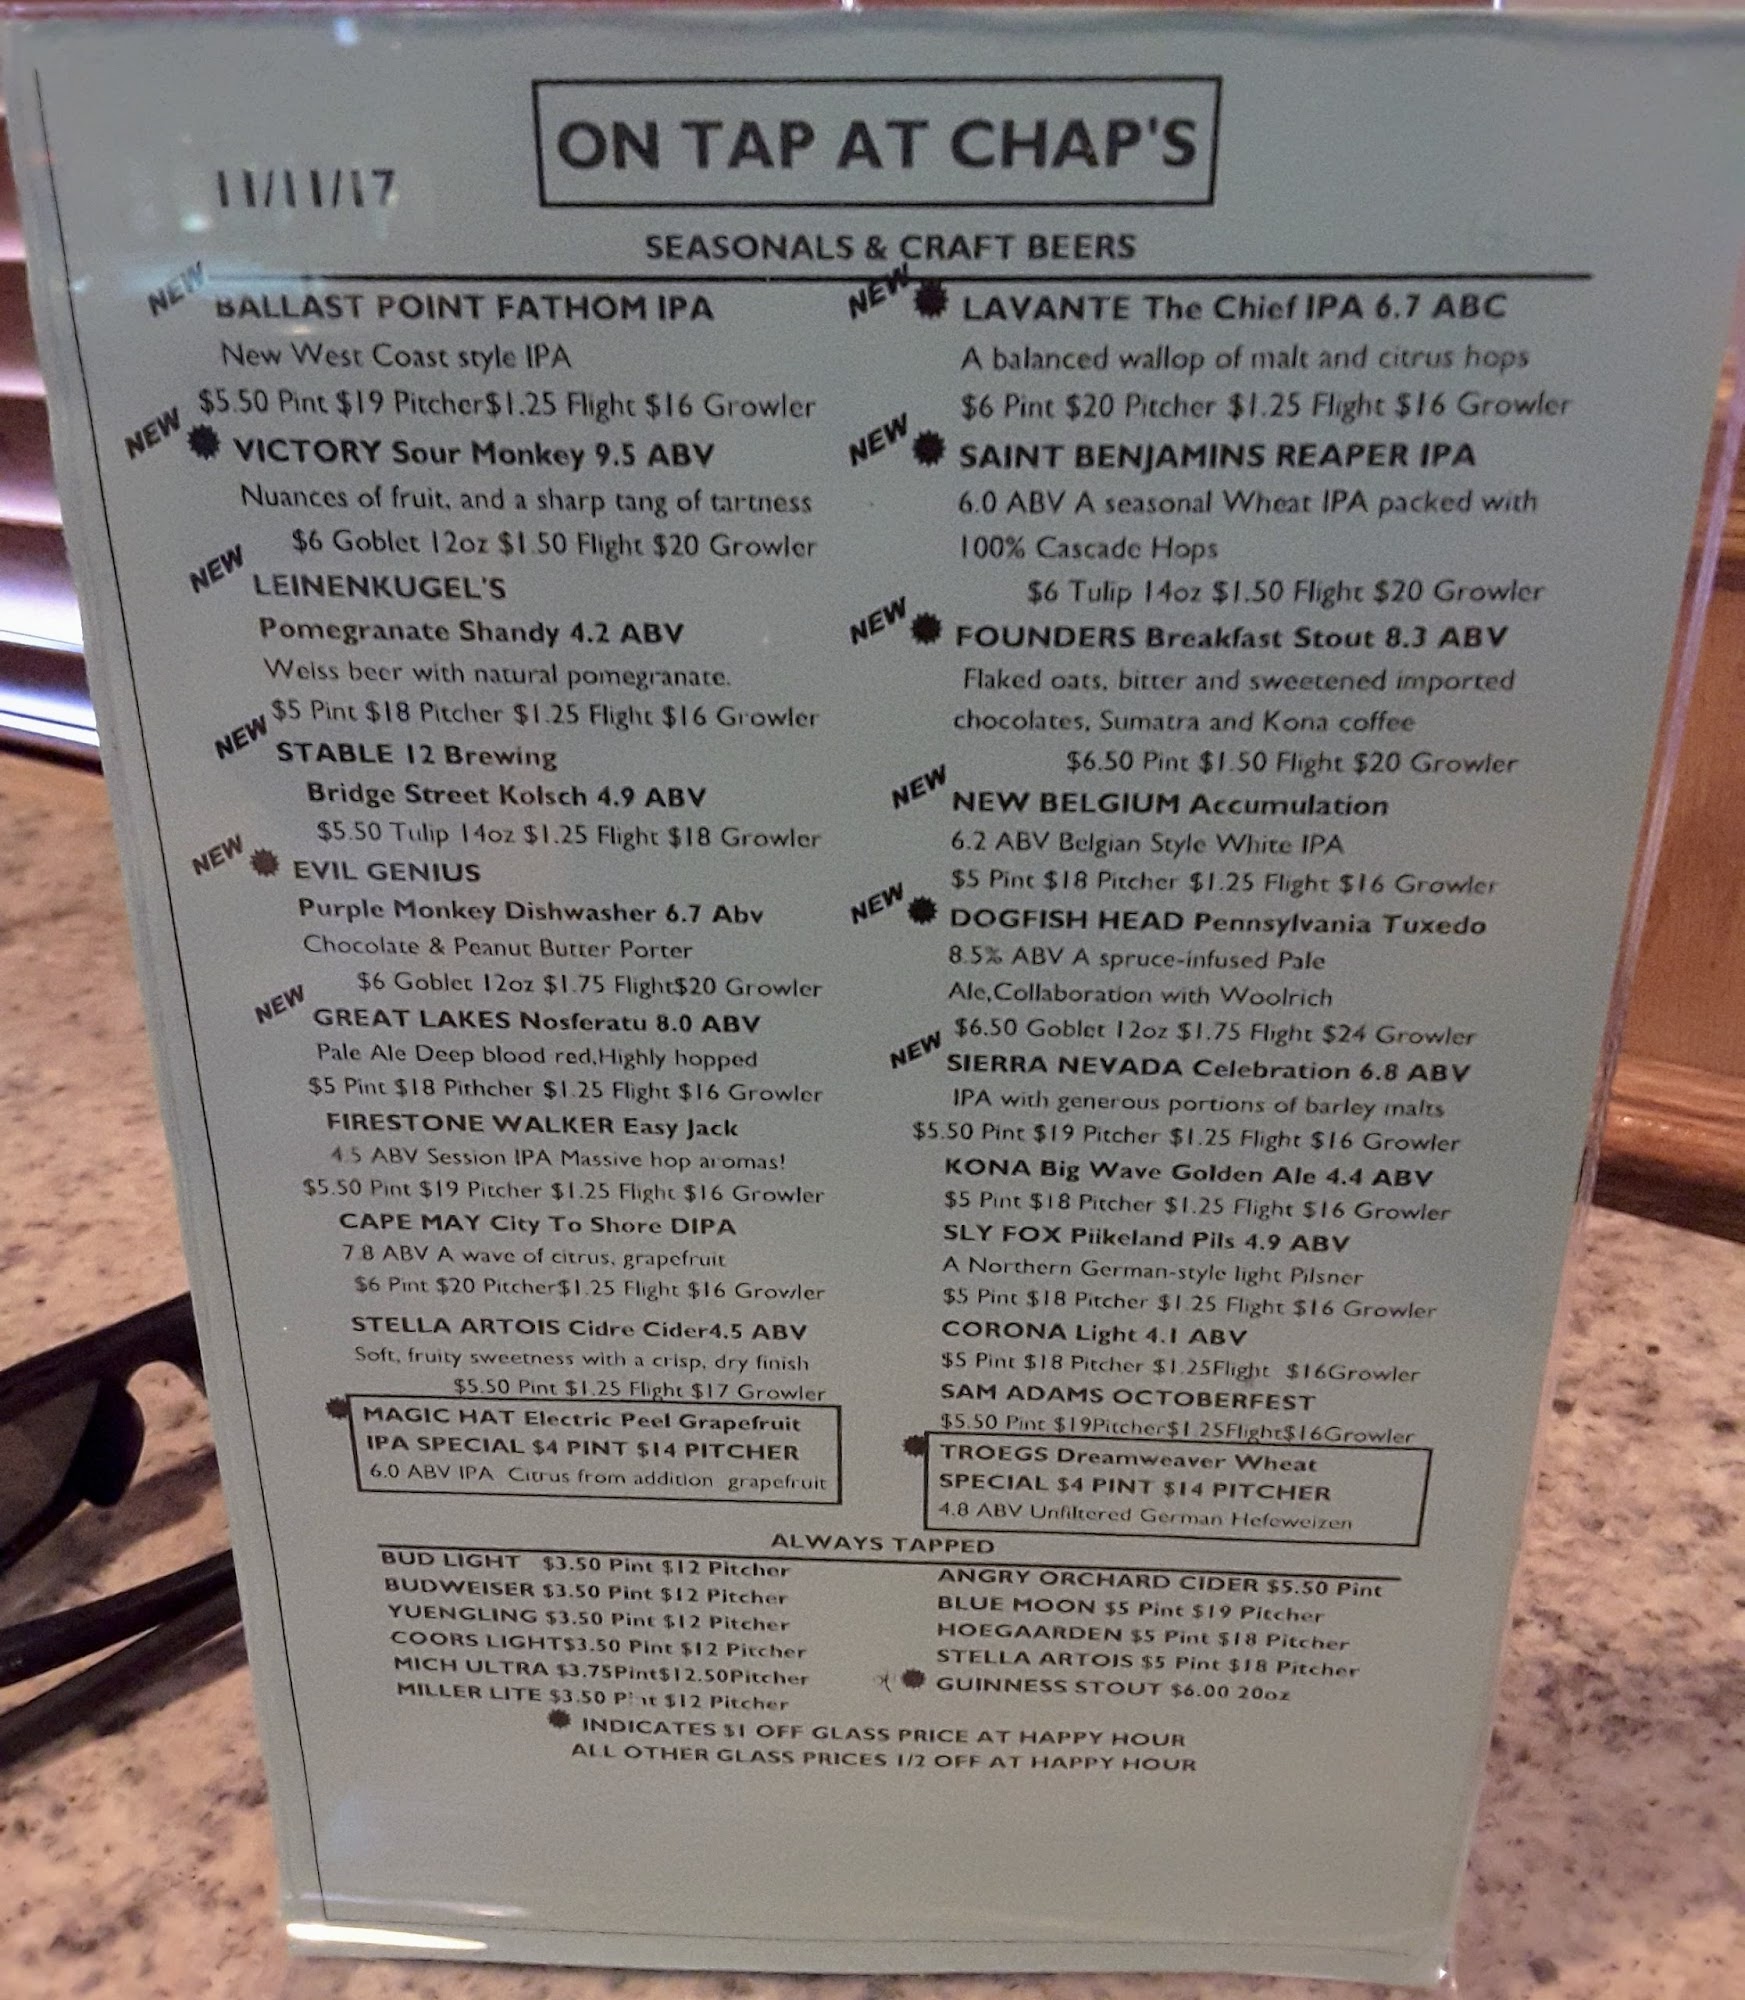 ON TAP AT CHAP'S
11/11/17
SEASONALS & CRAFT BEERS
NEW
BALLAST POINT FATHOM IPA
New West Coast style IPA
$5.50 Pint $19 Pitcher$1.25 Flight $16 Growler
NEW
VICTORY Sour Monkey 9.5 ABV
Nuances of fruit, and a sharp tang of tartness
$6 Goblet 12oz $1.50 Flight $20 Growler
NEW
LEINENKUGEL'S
Pomegranate Shandy 4.2 ABV
Weiss beer with natural pomegranate.
$5 Pint $18 Pitcher $1.25 Flight $16 Growler
NEW
STABLE 12 Brewing
Bridge Street Kolsch 4.9 ABV
$5.50 Tulip 14oz $1.25 Flight $18 Growler
NEW
EVIL GENIUS
Purple Monkey Dishwasher 6.7 Abv
Chocolate & Peanut Butter Porter
$6 Goblet 12oz $1.75 Flight$20 Growler
NEW
GREAT LAKES Nosferatu 8.0 ABV
Pale Ale Deep blood red,Highly hopped
$5 Pint $18 Pithcher $1.25 Flight $16 Growler
FIRESTONE WALKER Easy Jack
4.5 ABV Session IPA Massive hop aromas!
$5.50 Pint $19 Pitcher $1.25 Flight $16 Growler
CAPE MAY City To Shore DIPA
7.8 ABV A wave of citrus, grapefruit
$6 Pint $20 Pitcher$1.25 Flight $16 Growler
STELLA ARTOIS Cidre Cider4.5 ABV
Soft, fruity sweetness with a crisp, dry finish
$5.50 Pint $1.25 Flight $17 Growler
MAGIC HAT Electric Peel Grapefruit
IPA SPECIAL $4 PINT $14 PITCHER
6.0 ABV IPA Citrus from addition grapefruit
NEW
LAVANTE The Chief IPA 6.7 ABC
A balanced wallop of malt and citrus hops
$6 Pint $20 Pitcher $1.25 Flight $16 Growler
NEW
SAINT BENJAMINS REAPER IPA
6.0 ABV A seasonal Wheat IPA packed with
100% Cascade Hops
$6 Tulip 14oz $1.50 Flight $20 Growler
NEW
FOUNDERS Breakfast Stout 8.3 ABV
Flaked oats, bitter and sweetened imported
chocolates, Sumatra and Kona coffee
$6.50 Pint $1.50 Flight $20 Growler
NEW
NEW BELGIUM Accumulation
6.2 ABV Belgian Style White IPA
$5 Pint $18 Pitcher $1.25 Flight $16 Growler
NEW
DOGFISH HEAD Pennsylvania Tuxedo
8.5% ABV A spruce-infused Pale
Ale,Collaboration with Woolrich
$6.50 Goblet 12oz $1.75 Flight $24 Growler
NEW
SIERRA NEVADA Celebration 6.8 ABV
IPA with generous portions of barley malts
$5.50 Pint $19 Pitcher $1.25 Flight $16 Growler
KONA Big Wave Golden Ale 4.4 ABV
$5 Pint $18 Pitcher $1.25 Flight $16 Growler
SLY FOX Piikeland Pils 4.9 ABV
A Northern German-style light Pilsner
$5 Pint $18 Pitcher $1.25 Flight $16 Growler
CORONA Light 4.1 ABV
$5 Pint $18 Pitcher $1.25Flight $16Growler
SAM ADAMS OCTOBERFEST
$5.50 Pint $19Pitcher$1.25Flight$16Growler
TROEGS Dreamweaver Wheat
SPECIAL $4 PINT $14 PITCHER
4.8 ABV Unfiltered German Hefeweizen
ALWAYS TAPPED
BUD LIGHT $3.50 Pint $12 Pitcher
BUDWEISER $3.50 Pint $12 Pitcher
YUENGLING $3.50 Pint $12 Pitcher
COORS LIGHT$3.50 Pint $12 Pitcher
MICH ULTRA $3.75Pint$12.50Pitcher
MILLER LITE $3.50 Pint $12 Pitcher
ANGRY ORCHARD CIDER $5.50 Pint
BLUE MOON $5 Pint $19 Pitcher
HOEGAARDEN $5 Pint $18 Pitcher
STELLA ARTOIS $5 Pint $18 Pitcher
GUINNESS STOUT $6.00 20oz
INDICATES $1 OFF GLASS PRICE AT HAPPY HOUR
ALL OTHER GLASS PRICES 1/2 OFF AT HAPPY HOUR